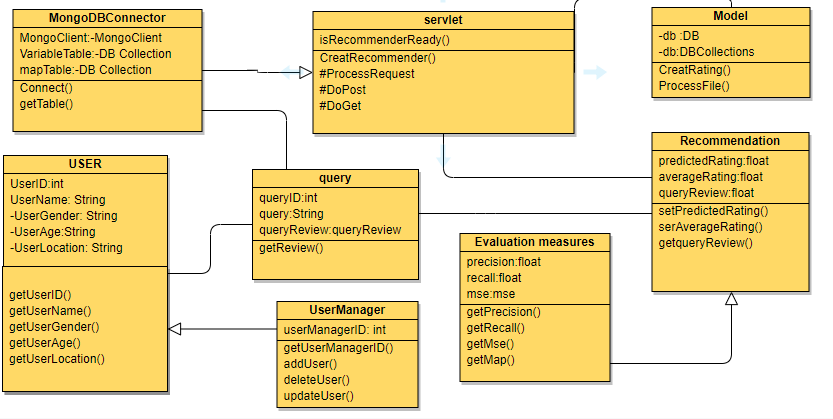 MongoDBConnector
MongoClient:-MongoClient
VariableTable:-DB Collection
mapTable:-DB Collection
Connect()
getTable()
servlet
isRecommenderReady()
CreatRecommender()
#ProcessRequest
#DoPost
#DoGet
Model
-db :DB
-db:DBCollections
CreatRating()
ProcessFile()
USER
UserID:int
UserName: String
-UserGender: String
-UserAge:String
-UserLocation: String
getUserID()
getUserName()
getUserGender()
getUserAge()
getUserLocation()
query
queryID:int
query:String
queryReview:queryReview
getReview()
Recommendation
predictedRating:float
averageRating:float
queryReview:float
setPredictedRating()
serAverageRating()
getqueryReview()
Evaluation measures
precision:float
recall:float
mse:mse
getPrecision()
getRecall()
getMse()
getMap()
UserManager
userManagerID: int
getUserManagerID()
addUser()
deleteUser()
updateUser()